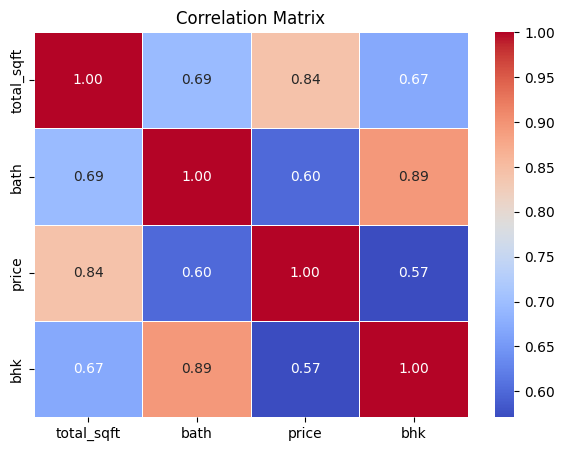 Correlation Matrix
total_sqft 1.00 0.69 0.84 0.67
bath 0.69 1.00 0.60 0.89
price 0.84 0.60 1.00 0.57
bhk 0.67 0.89 0.57 1.00
total_sqft bath price bhk
1.00
0.95
0.90
0.85
0.80
0.75
0.70
0.65
0.60